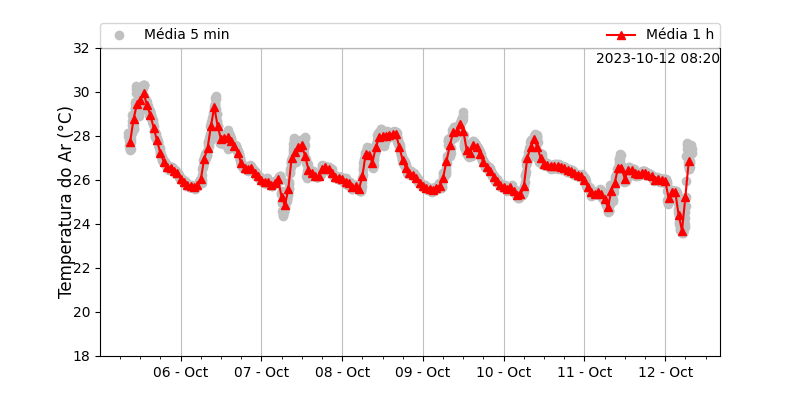 Média 5 min
Média 1 h
2023-10-12 08:20
Temperatura do Ar (°C)
32
30
28
26
24
22
20
18
06 - Oct
07 - Oct
08 - Oct
09 - Oct
10 - Oct
11 - Oct
12 - Oct